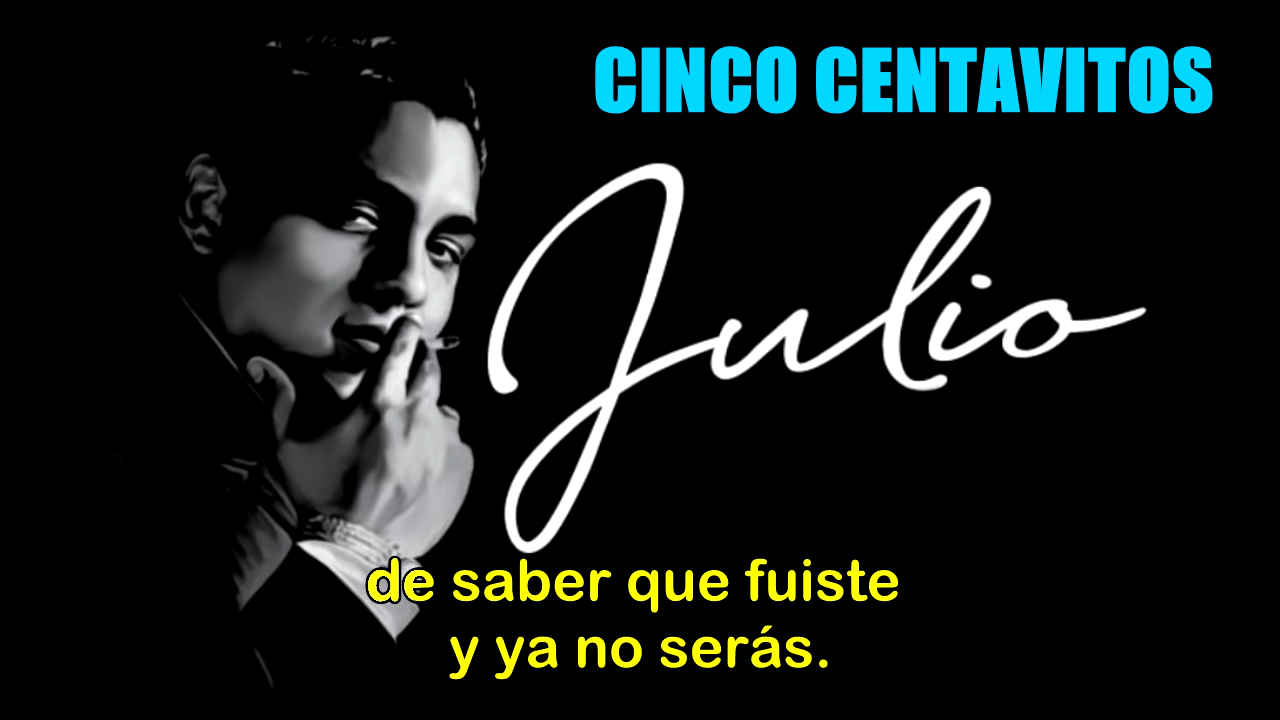 CINCO CENTAVITOS
Julio
de saber que fuiste
y ya no serás.